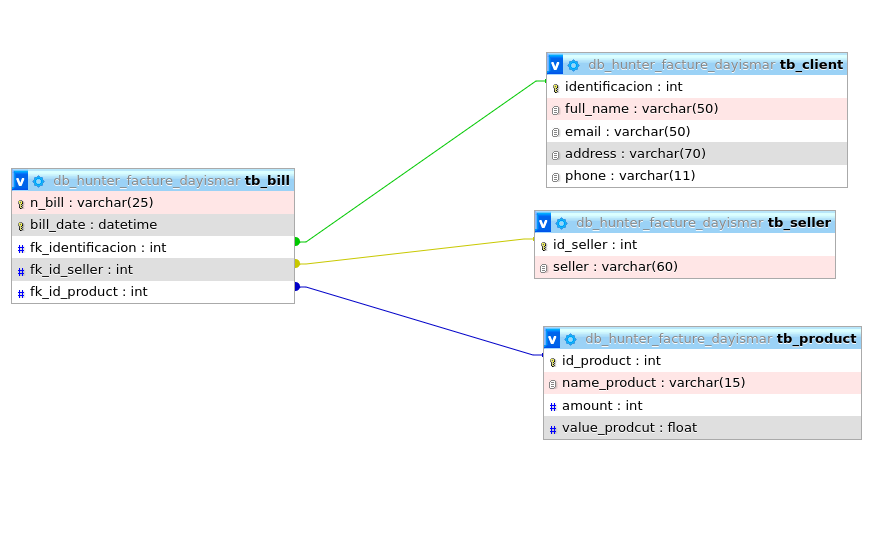 v db_hunter_facture_dayismar tb_client
identificacion : int
full_name : varchar(50)
email : varchar(50)
address : varchar(70)
phone : varchar(11)
v db_hunter_facture_dayismar tb_bill
n_bill : varchar(25)
bill_date : datetime
# fk_identificacion : int
# fk_id_seller : int
# fk_id_product : int
v db_hunter_facture_dayismar tb_seller
id_seller : int
seller : varchar(60)
v db_hunter_facture_dayismar tb_product
id_product : int
name_product : varchar(15)
# amount : int
# value_prodcut : float